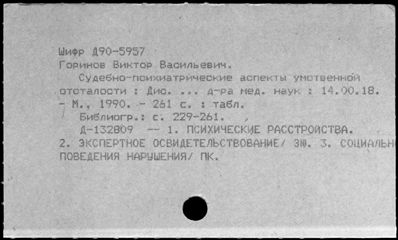 Шифр Д90-5957
Горинов Виктор Васильевич.
Судебно-психиатрические аспекты умственной
отсталости : Дис. ... д-ра мед. наук : 14.00.18.
- М., 1990. - 261 с. : табл.
Библиогр.: с. 229-261.
Д-132809 -- 1. ПСИХИЧЕСКИЕ РАССТРОЙСТВА.
2. ЭКСПЕРТНОЕ ОСВИДЕТЕЛЬСТВОВАНИЕ/ ЗЮ. 3. СОЦИАЛЬН
ПОВЕДЕНИЯ НАРУШЕНИЯ/ ПК.